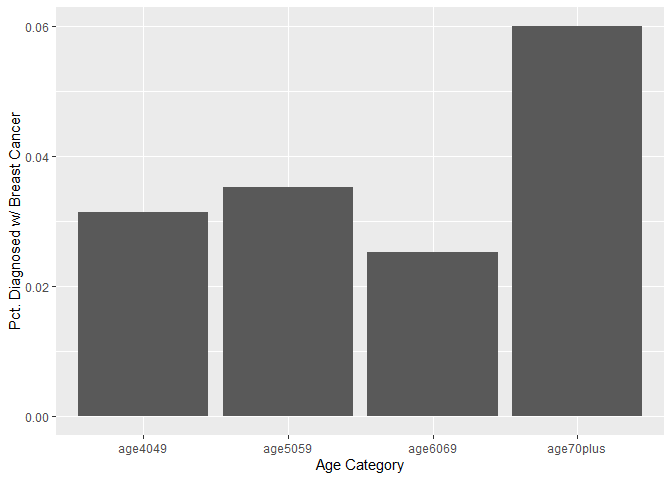 Pct. Diagnosed w/ Breast Cancer
0.06
0.04
0.02
0.00
age4049 age5059 age6069 age70plus
Age Category